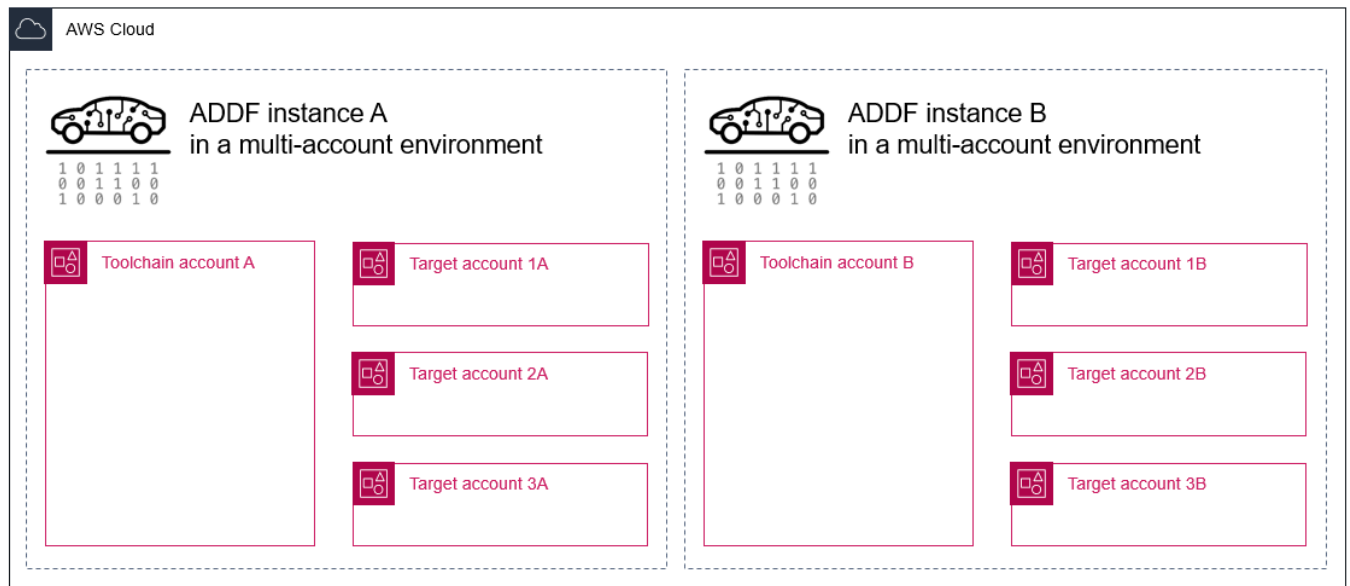 AWS Cloud
ADDF instance A
in a multi-account environment
1 0 1 1 1 1
0 0 1 1 0 0
1 0 0 0 1 0
Toolchain account A
Target account 1A
Target account 2A
Target account 3A
ADDF instance B
in a multi-account environment
1 0 1 1 1 1
0 0 1 1 0 0
1 0 0 0 1 0
Toolchain account B
Target account 1B
Target account 2B
Target account 3B